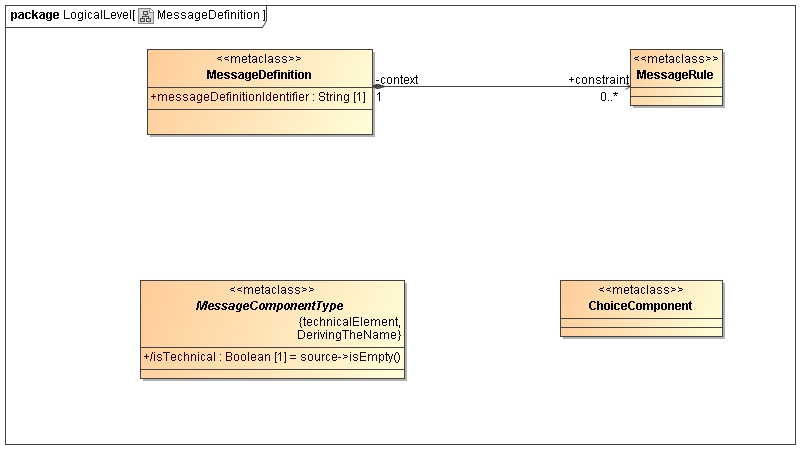 package LogicalLevel[ MessageDefinition ]
<<metaclass>>
MessageDefinition
+messageDefinitionIdentifier : String [1]
-context
1
+constraint
0..*
<<metaclass>>
MessageRule
<<metaclass>>
MessageComponentType
{technicalElement,
DerivingTheName}
+/isTechnical : Boolean [1] = source->isEmpty()
<<metaclass>>
ChoiceComponent